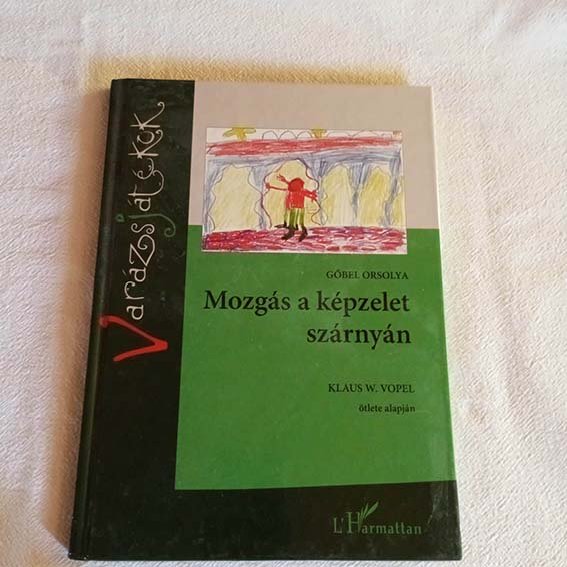 Varázsjátékok
GÖBEL ORSOLYA
Mozgás a képzelet
szárnyán
KLAUS W. VOPEL
ötlete alapján
L'Harmattan